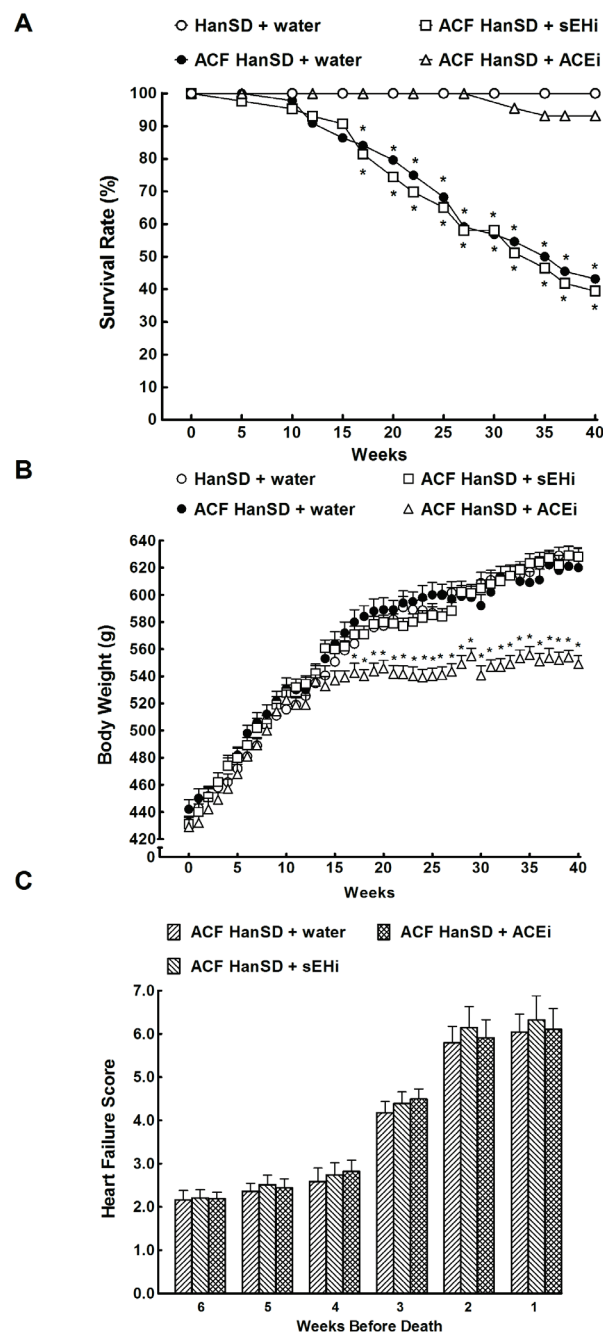 A
HanSD + water ACF HanSD + sEHi
ACF HanSD + water ACF HanSD + ACEi
Survival Rate (%)
100
90
80
70
60
50
40
30
20
10
0
* * * * * * * * * *
* * * * * * * * *
0 5 10 15 20 25 30 35 40
Weeks
B
HanSD + water ACF HanSD + sEHi
ACF HanSD + water ACF HanSD + ACEi
Body Weight (g)
640
620
600
580
560
540
520
500
480
460
440
420
0
0 5 10 15 20 25 30 35 40
Weeks
C
ACF HanSD + water ACF HanSD + ACEi
ACF HanSD + sEHi
Heart Failure Score
7.0
6.0
5.0
4.0
3.0
2.0
1.0
0.0
6 5 4 3 2 1
Weeks Before Death